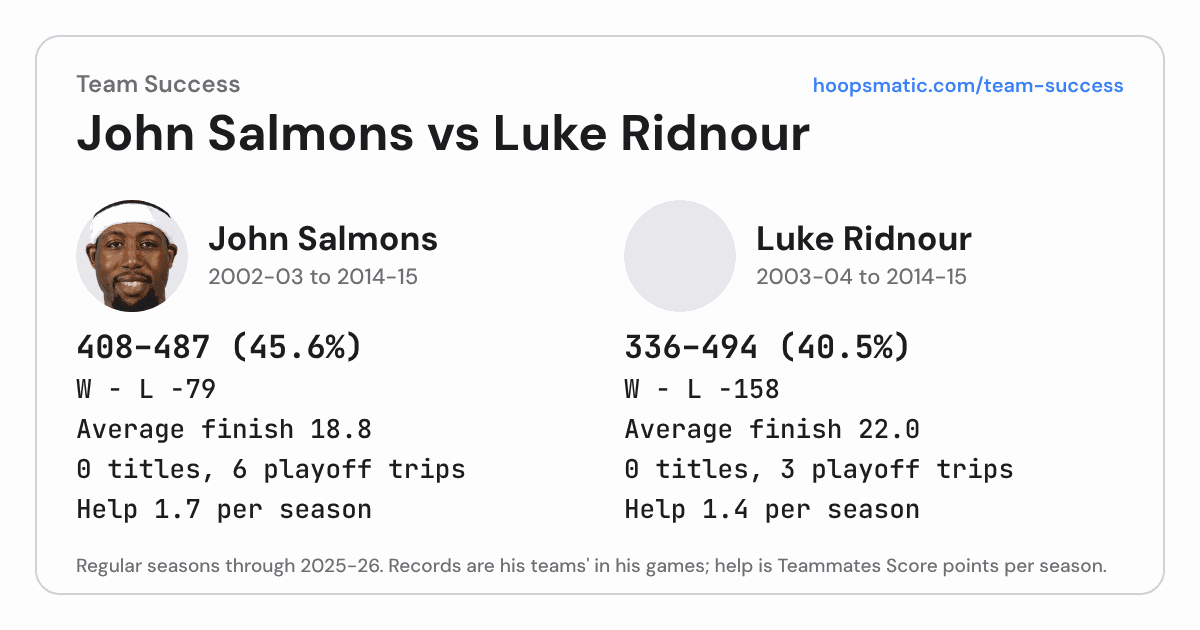 Team Success
hoopsmatic.com/team-success
John Salmons vs Luke Ridnour
John Salmons
2002-03 to 2014-15
408-487 (45.6%)
W - L -79
Average finish 18.8
0 titles, 6 playoff trips
Help 1.7 per season
Luke Ridnour
2003-04 to 2014-15
336-494 (40.5%)
W - L -158
Average finish 22.0
0 titles, 3 playoff trips
Help 1.4 per season
Regular seasons through 2025-26. Records are his teams' in his games; help is Teammates Score points per season.